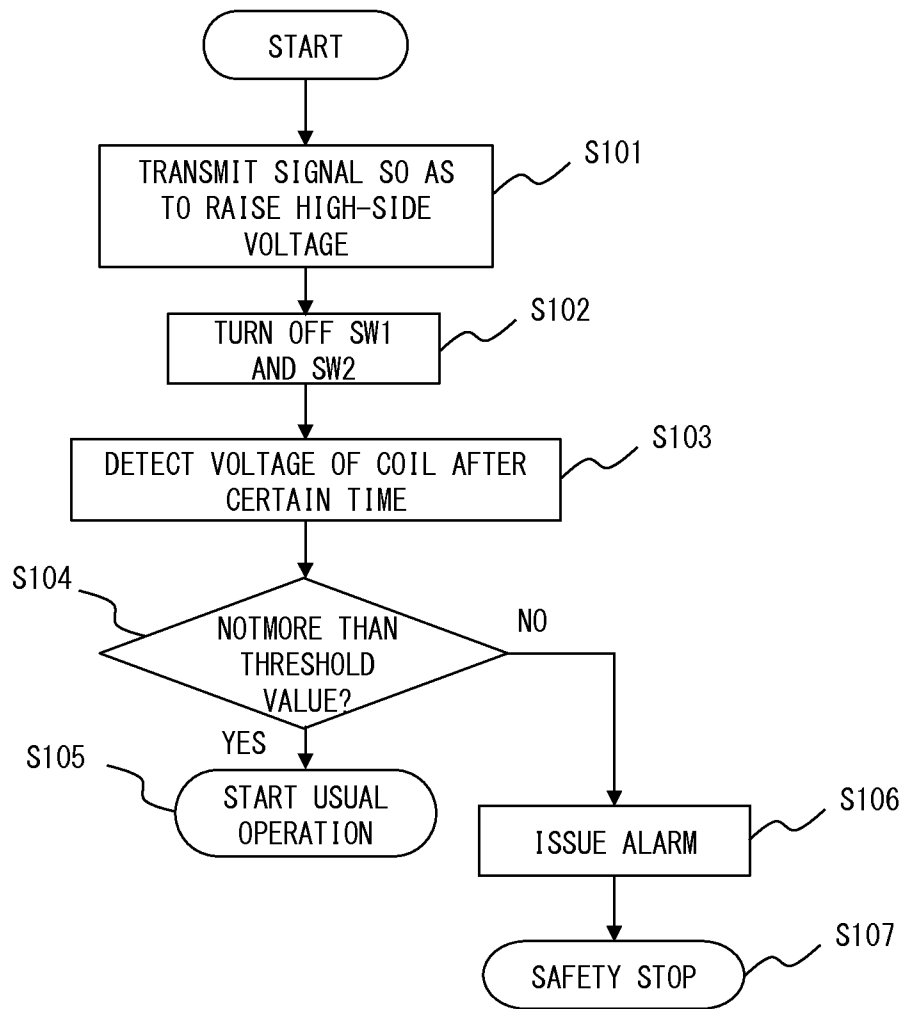 START
TRANSMIT SIGNAL SO AS
TO RAISE HIGH-SIDE
VOLTAGE
S101
TURN OFF SW1
AND SW2
S102
DETECT VOLTAGE OF COIL AFTER
CERTAIN TIME
S103
S104
NOTMORE THAN
THRESHOLD
VALUE?
NO
YES
S105
START USUAL
OPERATION
ISSUE ALARM
S106
SAFETY STOP
S107